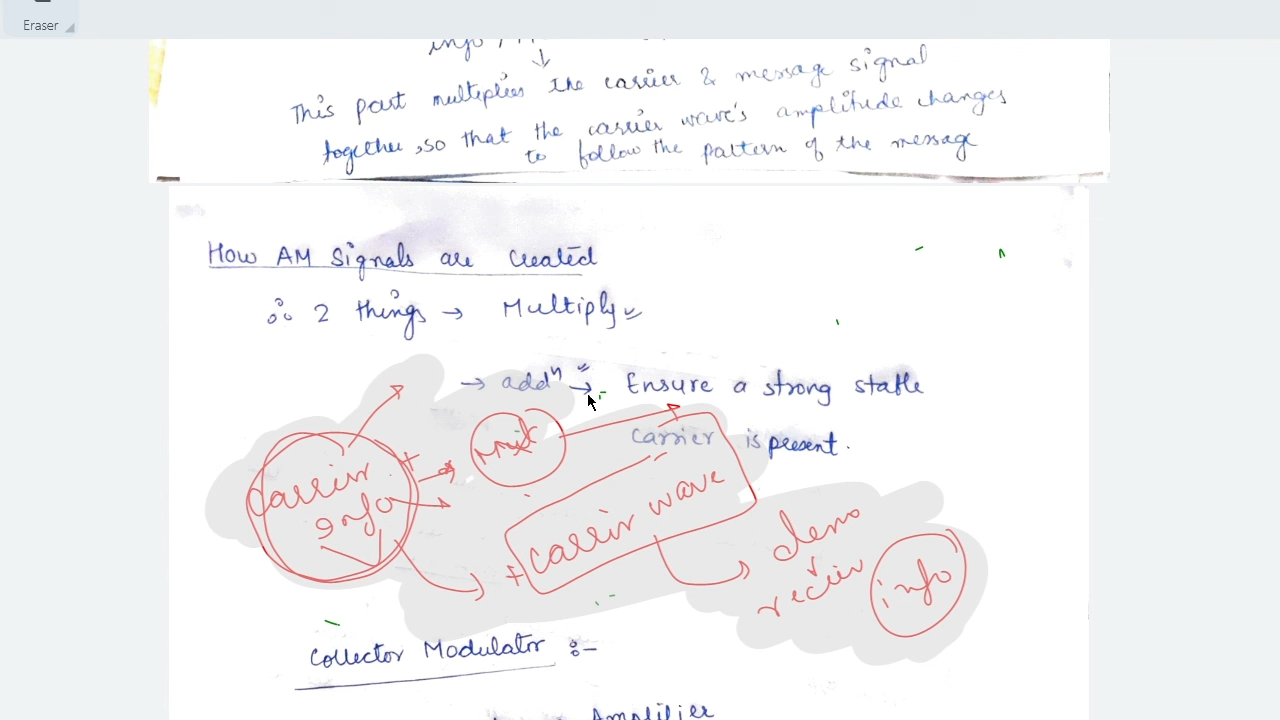 Eraser
info
This part multiplies the carrier & message signal
together, so that the carrier wave's amplitude changes
to follow the pattern of the message
How AM Signals are Created
2 things → Multiply
→ addⁿ → Ensure a strong stable
carrier is present.
carrier + info
carrier wave
+
demo
info
Collector Modulator :-
Amplifier